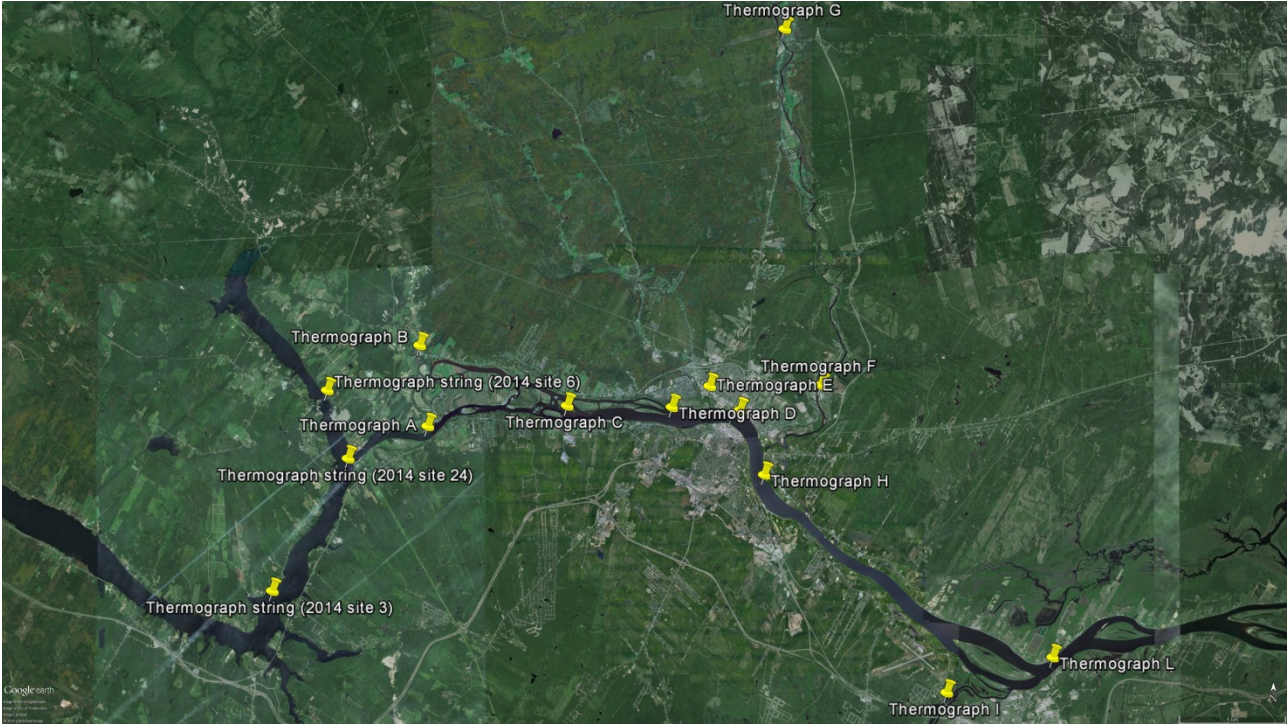 Thermograph G
Thermograph B
Thermograph F
Thermograph string (2014 site 6)
Thermograph E
Thermograph D
Thermograph A
Thermograph C
Thermograph string (2014 site 24)
Thermograph H
Thermograph string (2014 site 3)
Thermograph L
Google earth
Thermograph I